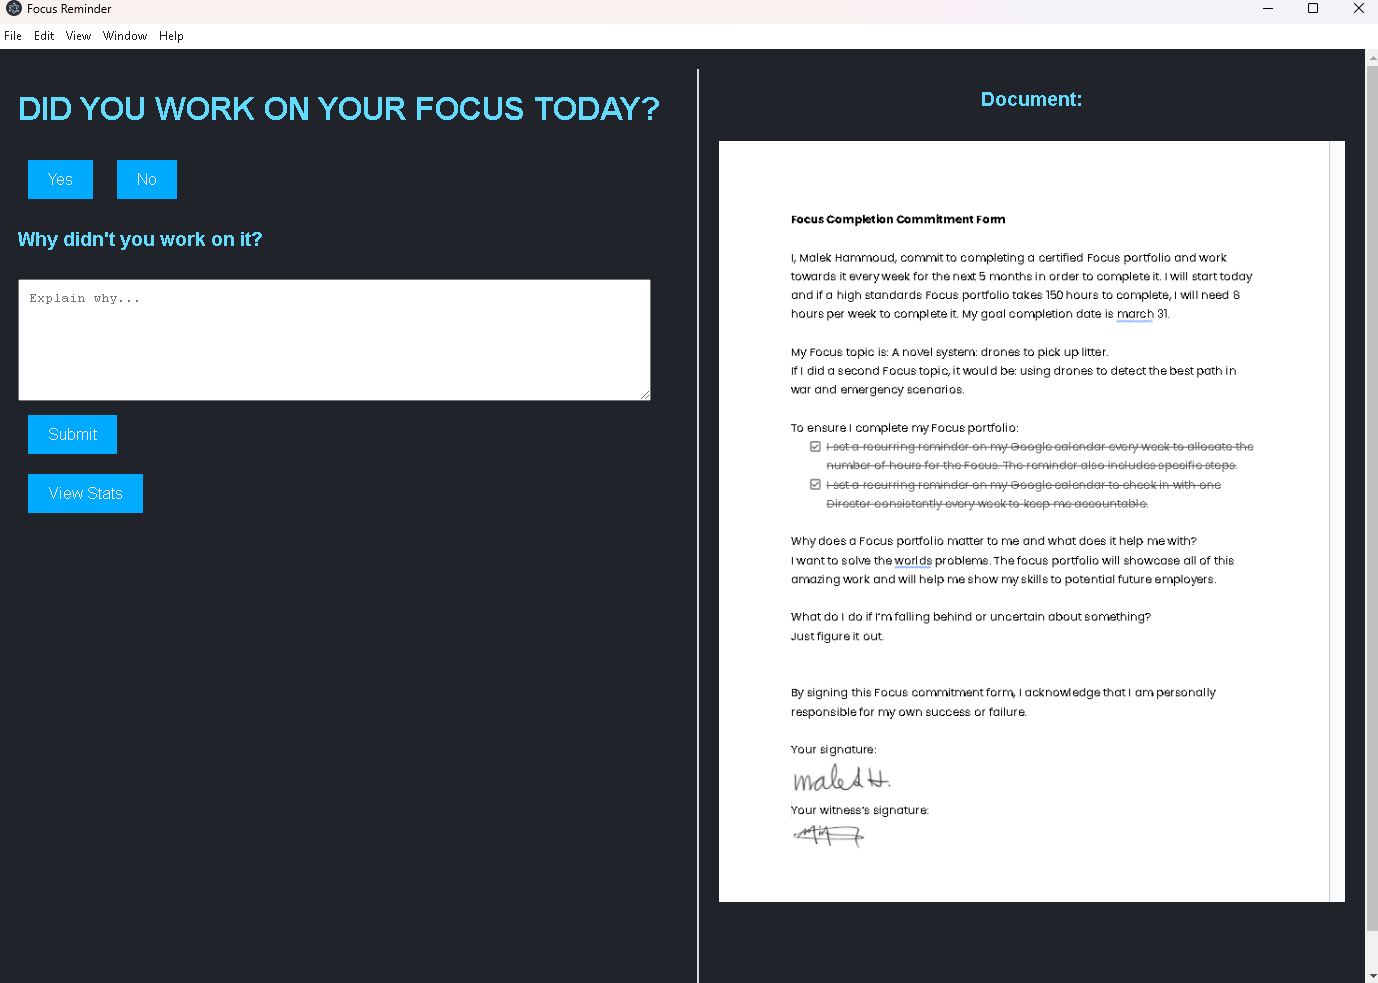 Focus Reminder
File Edit View Window Help
DID YOU WORK ON YOUR FOCUS TODAY?
Yes No
Why didn't you work on it?
Explain why...
Submit
View Stats
Document:
Focus Completion Commitment Form
I, Malek Hammoud, commit to completing a certified Focus portfolio and work
towards it every week for the next 5 months in order to complete it. I will start today
and if a high standards Focus portfolio takes 150 hours to complete, I will need 8
hours per week to complete it. My goal completion date is march 31.
My Focus topic is: A novel system: drones to pick up litter.
If I did a second Focus topic, it would be: using drones to detect the best path in
war and emergency scenarios.
To ensure I complete my Focus portfolio:
I set a recurring reminder on my Google calendar every week to allocate the
number of hours for the Focus. The reminder also includes specific steps.
I set a recurring reminder on my Google calendar to check in with one
Director consistently every week to keep me accountable.
Why does a Focus portfolio matter to me and what does it help me with?
I want to solve the worlds problems. The focus portfolio will showcase all of this
amazing work and will help me show my skills to potential future employers.
What do I do if I'm falling behind or uncertain about something?
Just figure it out.
By signing this Focus commitment form, I acknowledge that I am personally
responsible for my own success or failure.
Your signature:
malek H.
Your witness's signature: